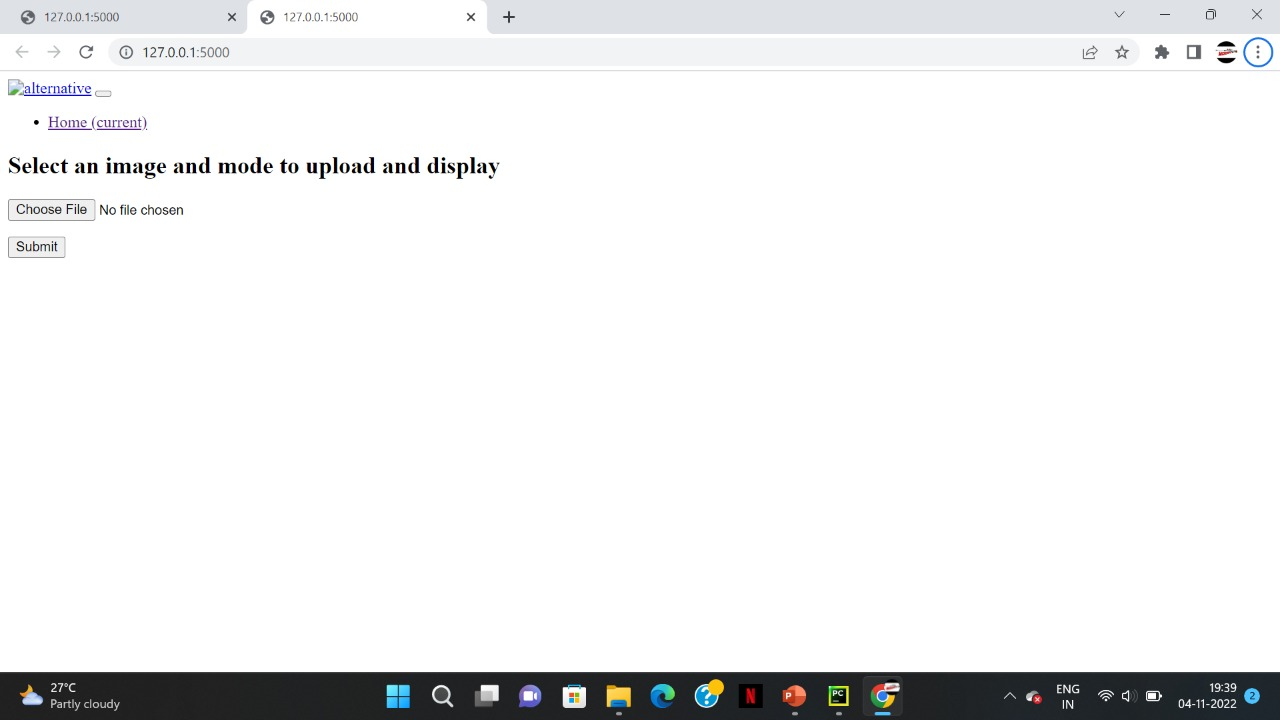 127.0.0.1:5000
127.0.0.1:5000
127.0.0.1:5000
alternative
Home (current)
Select an image and mode to upload and display
Choose File No file chosen
Submit
27°C
Partly cloudy
P
PC
N
ENG
IN
19:39
04-11-2022
2